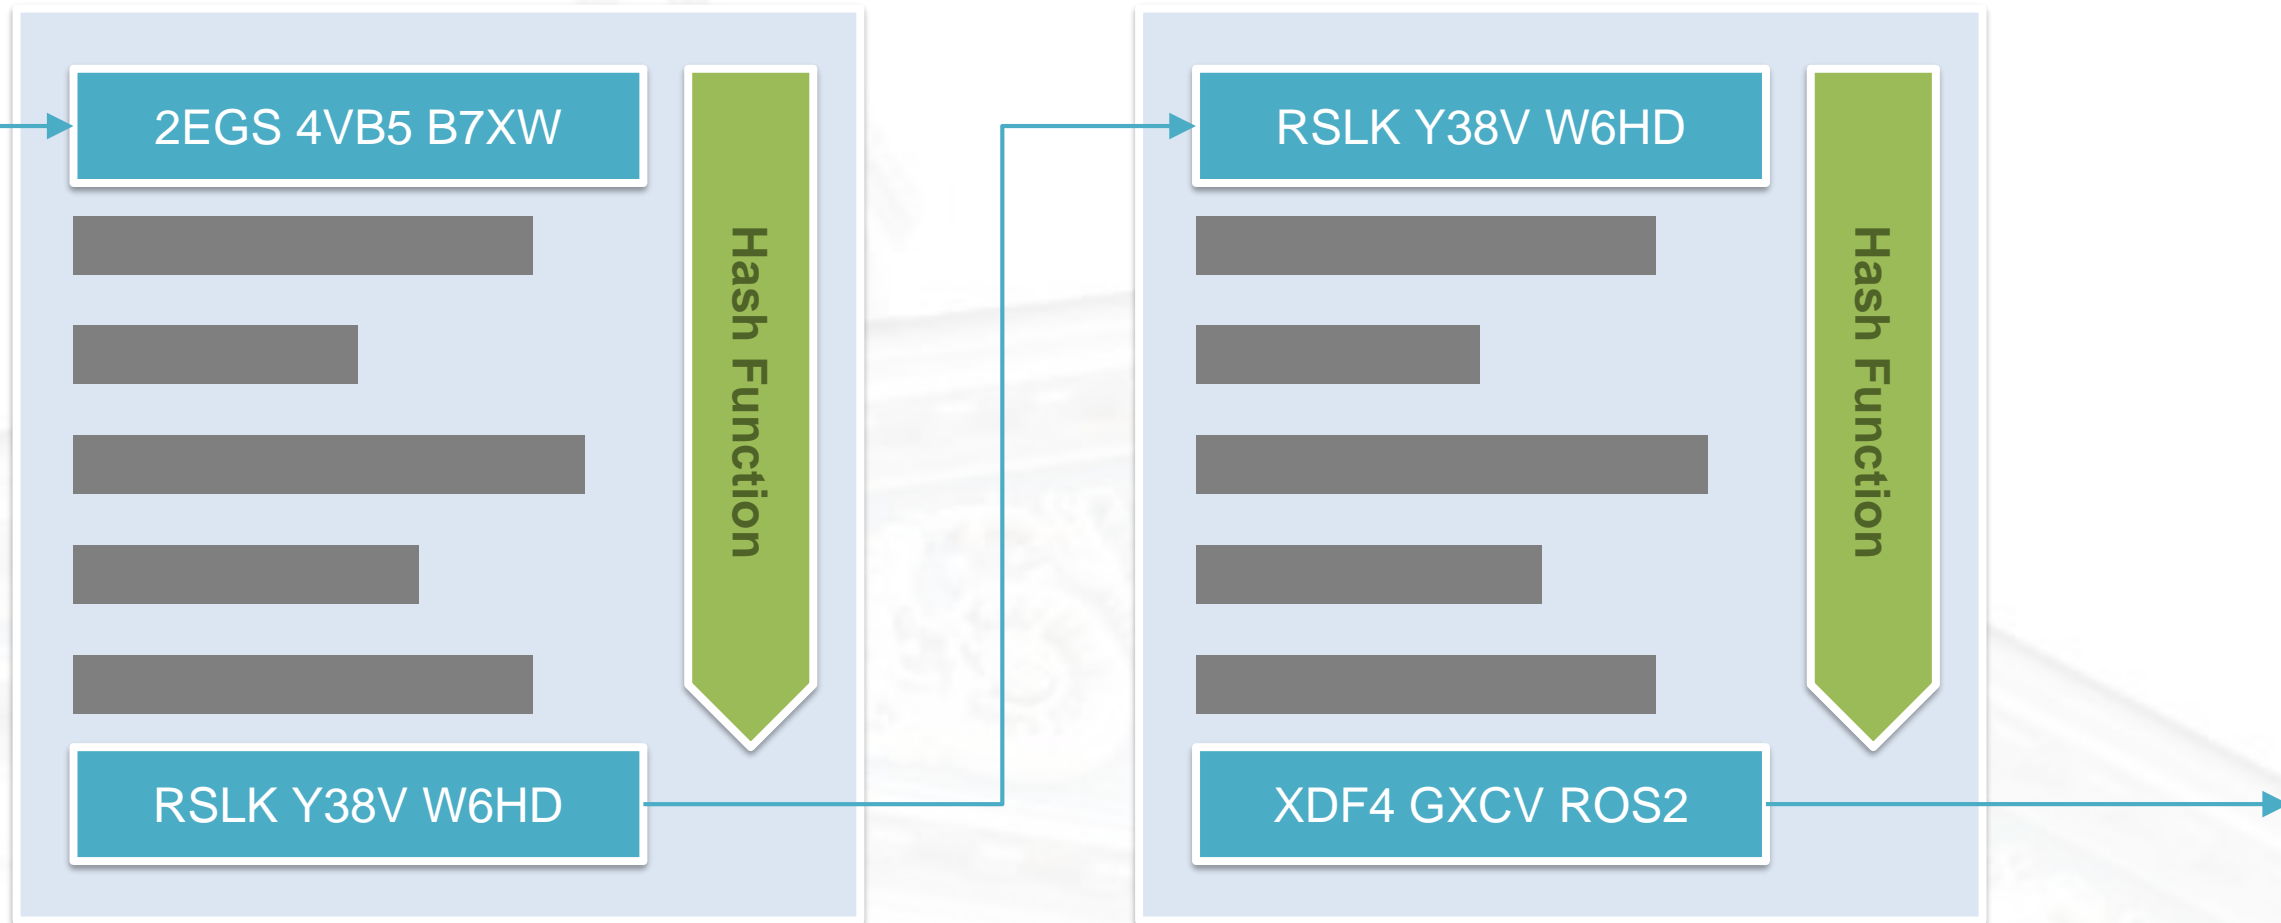 2EGS 4VB5 B7XW
Hash Function
RSLK Y38V W6HD
RSLK Y38V W6HD
Hash Function
XDF4 GXCV ROS2